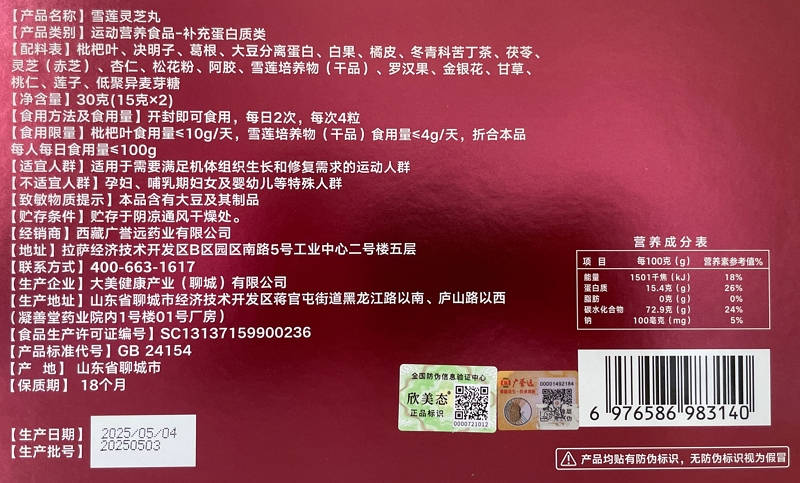 【产品名称】雪莲灵芝丸
【产品类别】运动营养食品-补充蛋白质类
【配料表】枇杷叶、决明子、葛根、大豆分离蛋白、白果、橘皮、冬青科苦丁茶、茯苓、
灵芝（赤芝）、杏仁、松花粉、阿胶、雪莲培养物（干品）、罗汉果、金银花、甘草、
桃仁、莲子、低聚异麦芽糖
【净含量】30克(15克×2)
【食用方法及食用量】开封即可食用，每日2次，每次4粒
【食用限量】枇杷叶食用量≤10g/天，雪莲培养物（干品）食用量≤4g/天，折合本品
每人每日食用量≤100g
【适宜人群】适用于需要满足机体组织生长和修复需求的运动人群
【不适宜人群】孕妇、哺乳期妇女及婴幼儿等特殊人群
【致敏物质提示】本品含有大豆及其制品
【贮存条件】贮存于阴凉通风干燥处。
【经销商】西藏广誉远药业有限公司
【地址】拉萨经济技术开发区B区园区南路5号工业中心二号楼五层
【联系方式】400-663-1617
【生产企业】大美健康产业（聊城）有限公司
【生产地址】山东省聊城市经济技术开发区蒋官屯街道黑龙江路以南、庐山路以西
（凝善堂药业院内1号楼01号厂房）
【食品生产许可证编号】SC13137159900236
【产品标准代号】GB 24154
【产 地】山东省聊城市
【保质期】18个月
【生产日期】2025/05/04
【生产批号】20250503
营养成分表
项 目 每100克（g） 营养素参考值%
能量 1501千焦（kJ） 18%
蛋白质 15.4克（g） 26%
脂肪 0克（g） 0%
碳水化合物 72.9克（g） 24%
钠 100毫克（mg） 5%
全国防伪信息验证中心
欣美态
正品标识
0000721012
广誉远
00001492184
6 976586 983140
产品均贴有防伪标识，无防伪标识视为假冒